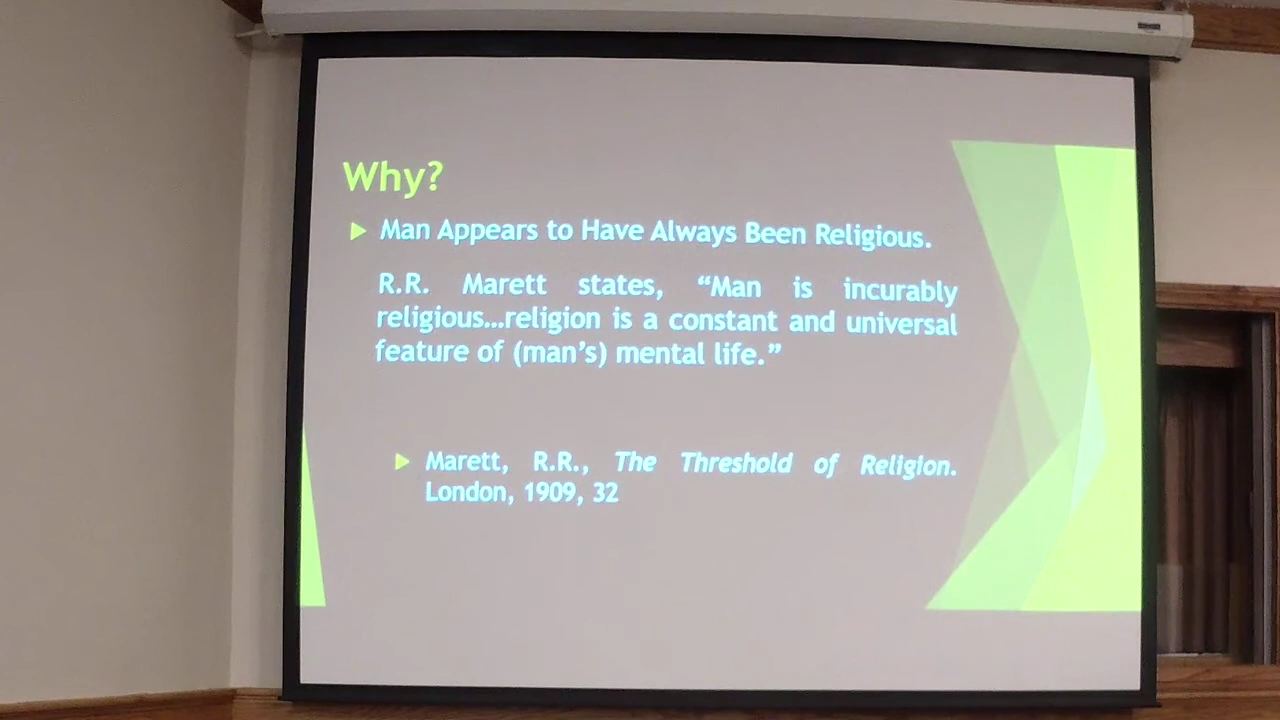 Why?
Man Appears to Have Always Been Religious.
R.R. Marett states, “Man is incurably
religious...religion is a constant and universal
feature of (man’s) mental life.”
Marett, R.R., The Threshold of Religion.
London, 1909, 32